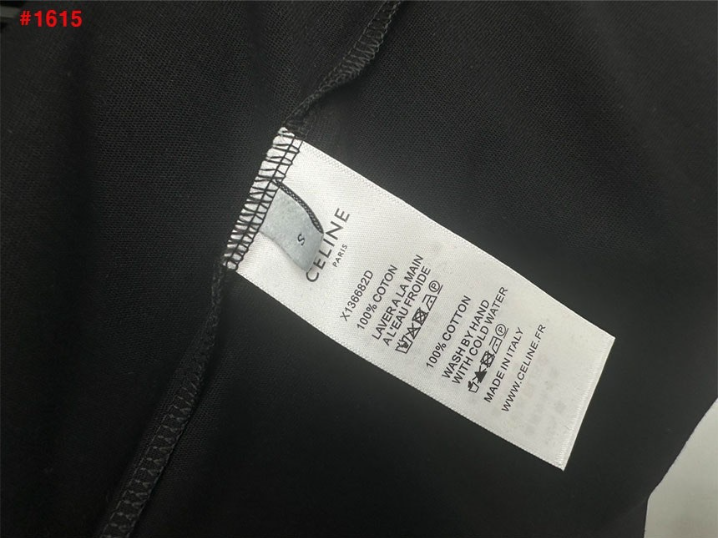 #1615
S
CELINE
PARIS
X136682D
100% COTON
LAVER A LA MAIN
A L'EAU FROIDE
100% COTTON
WASH BY HAND
WITH COLD WATER
MADE IN ITALY
WWW.CELINE.FR